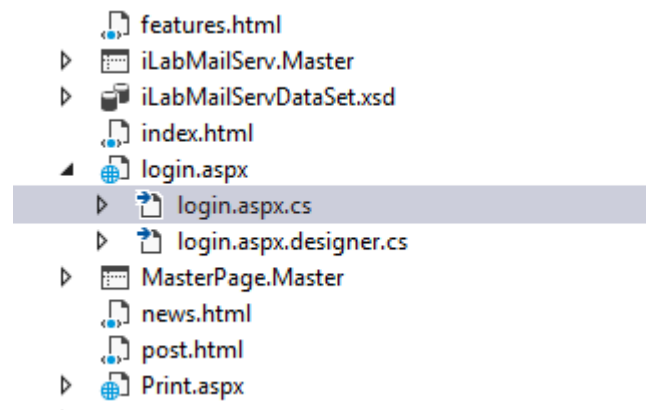 features.html
iLabMailServ.Master
iLabMailServDataSet.xsd
index.html
login.aspx
login.aspx.cs
login.aspx.designer.cs
MasterPage.Master
news.html
post.html
Print.aspx